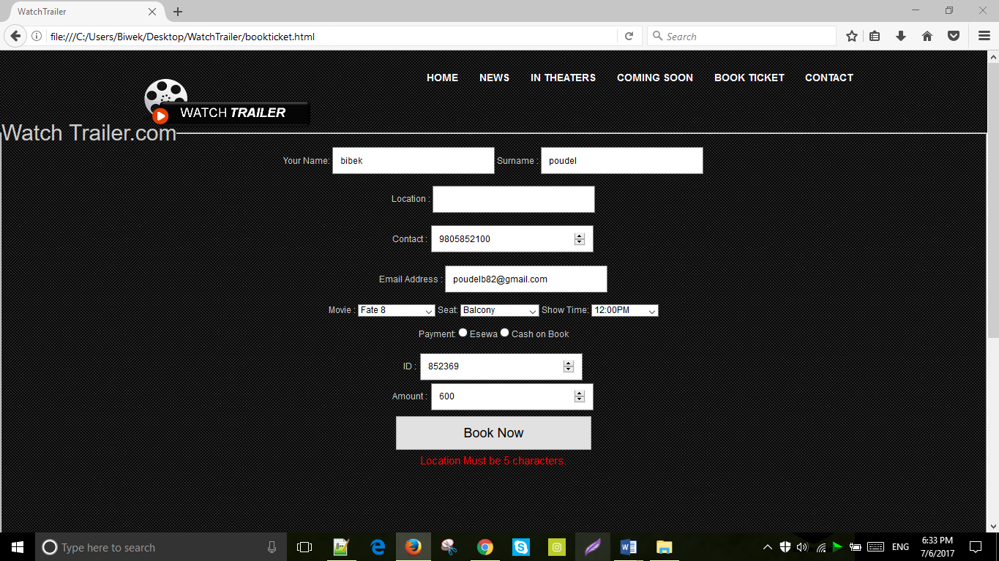 WatchTrailer
file:///C:/Users/Biwek/Desktop/WatchTrailer/bookticket.html
Search
HOME NEWS IN THEATERS COMING SOON BOOK TICKET CONTACT
WATCH TRAILER
Watch Trailer.com
Your Name: bibek Surname : poudel
Location :
Contact : 9805852100
Email Address : poudelb82@gmail.com
Movie : Fate 8 Seat: Balcony Show Time: 12:00PM
Payment: Esewa Cash on Book
ID : 852369
Amount : 600
Book Now
Location Must be 5 characters.
Type here to search
ENG
6:33 PM
7/6/2017